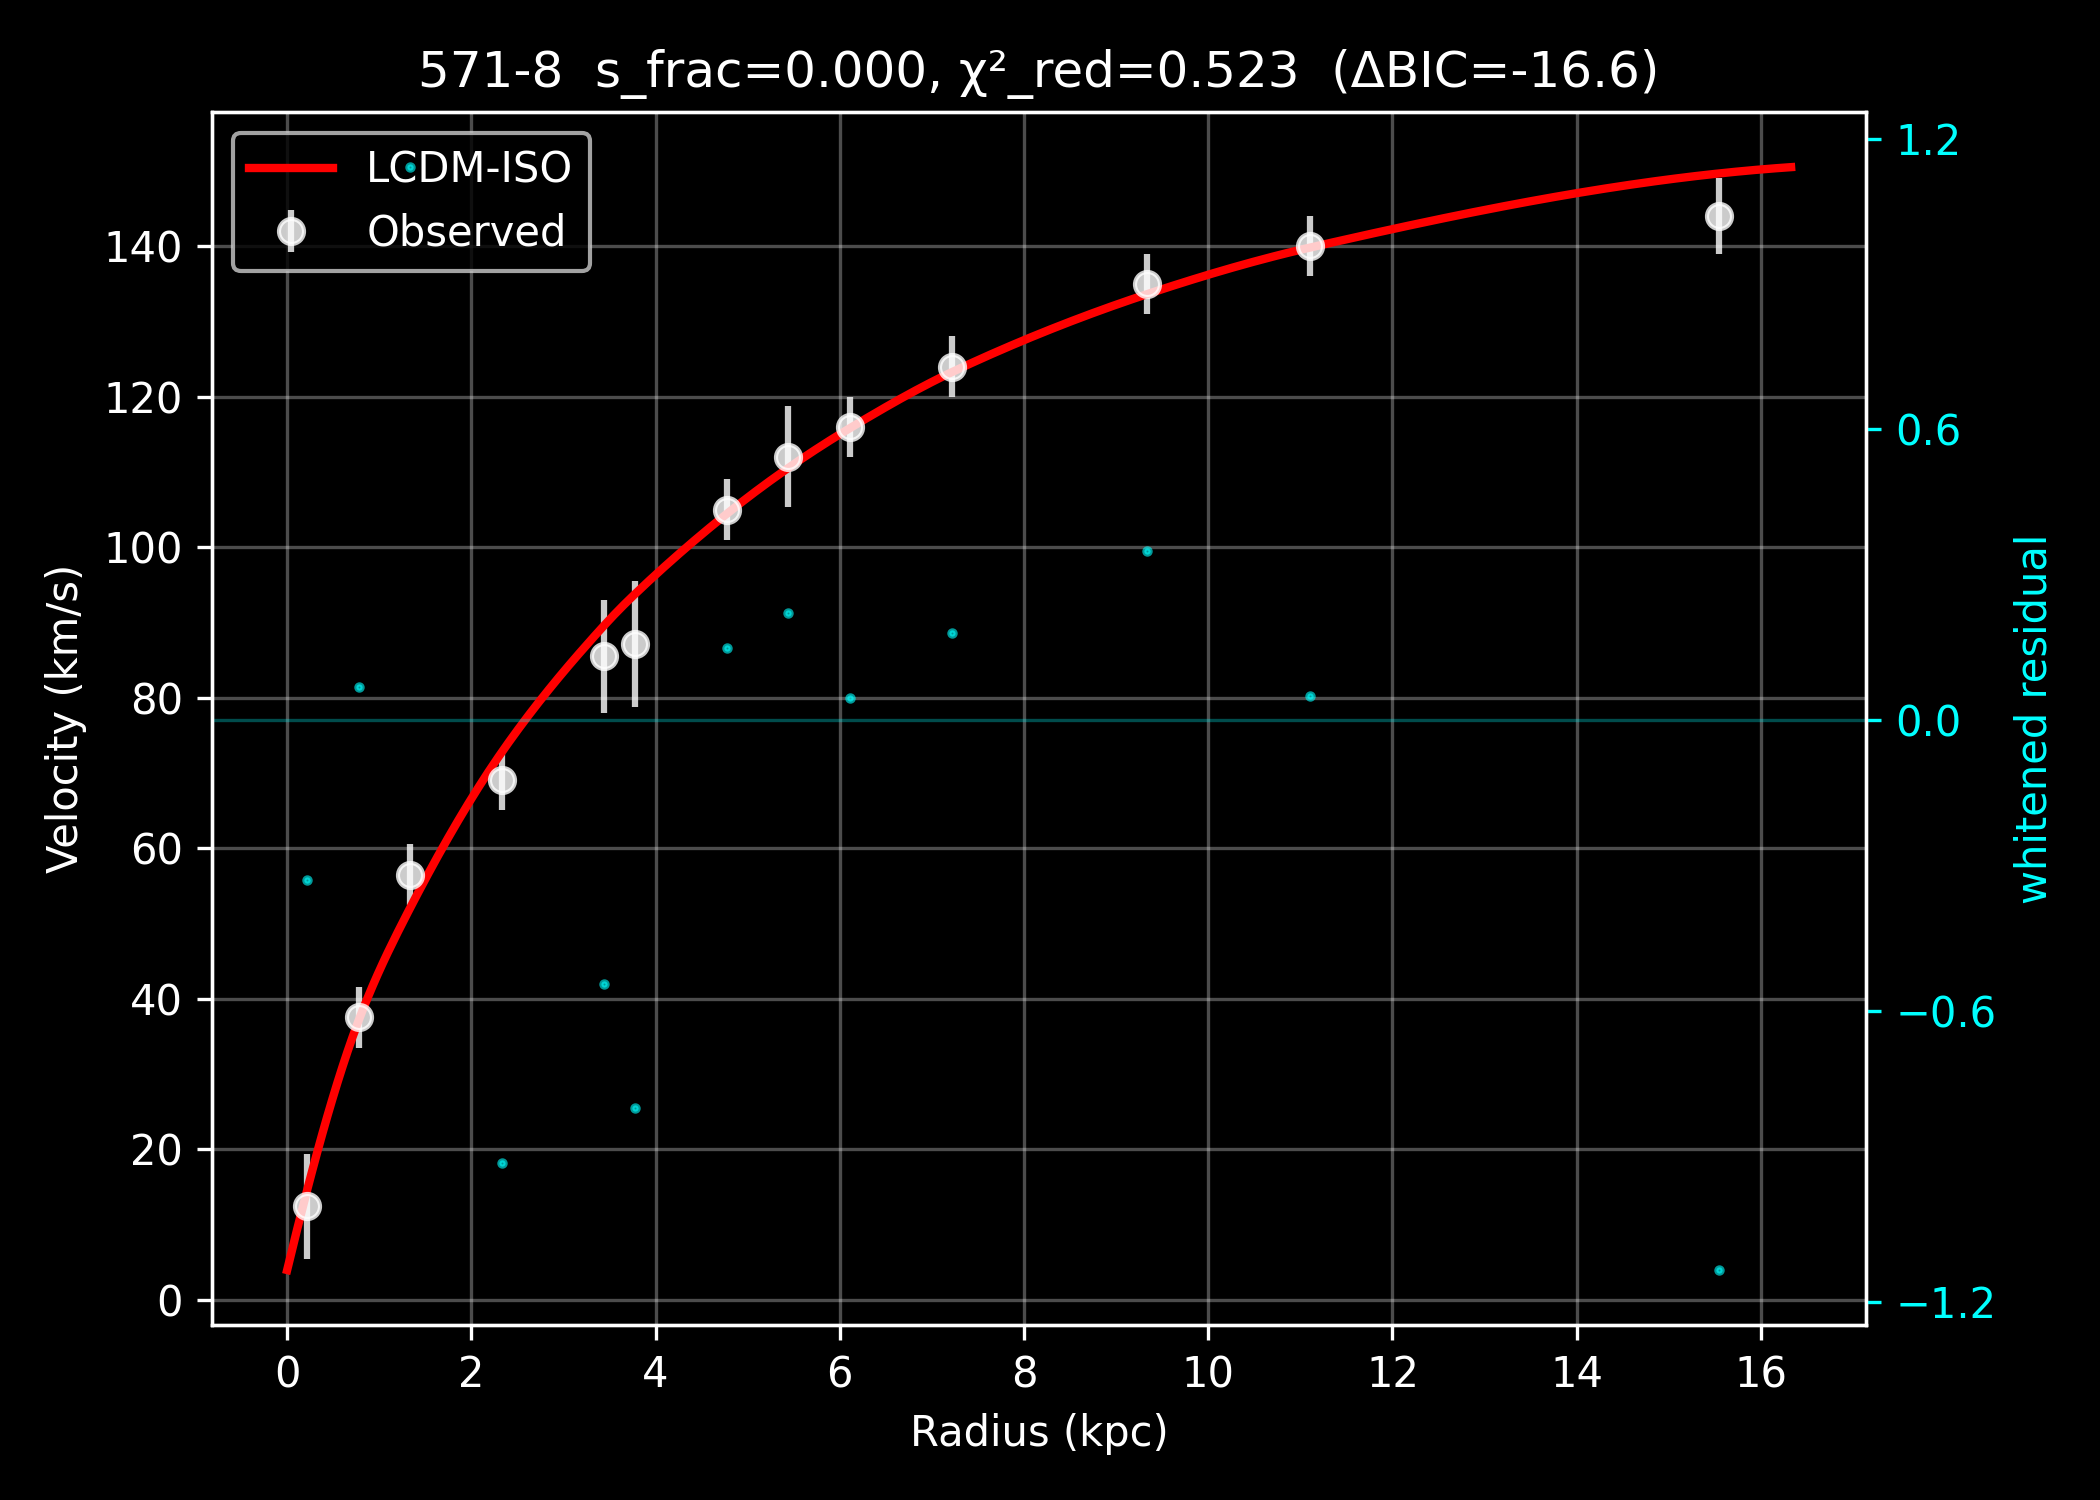 571-8 s_frac=0.000, χ²_red=0.523 (ΔBIC=-16.6)
LCDM-ISO
Observed
1.2
0.6
0.0
−0.6
−1.2
whitened residual
140
120
100
80
60
40
20
0
Velocity (km/s)
0 2 4 6 8 10 12 14 16
Radius (kpc)